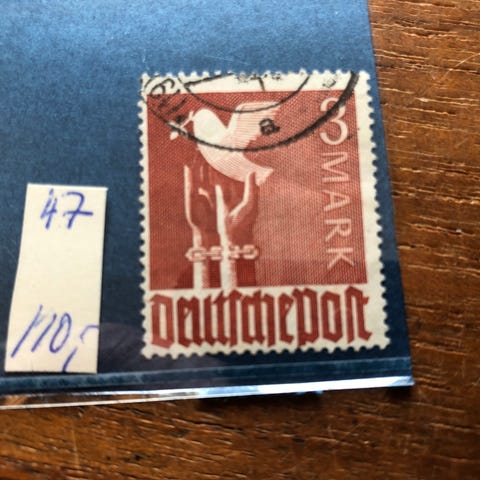 47
110,-
3 MARK
Deutsche Post
a